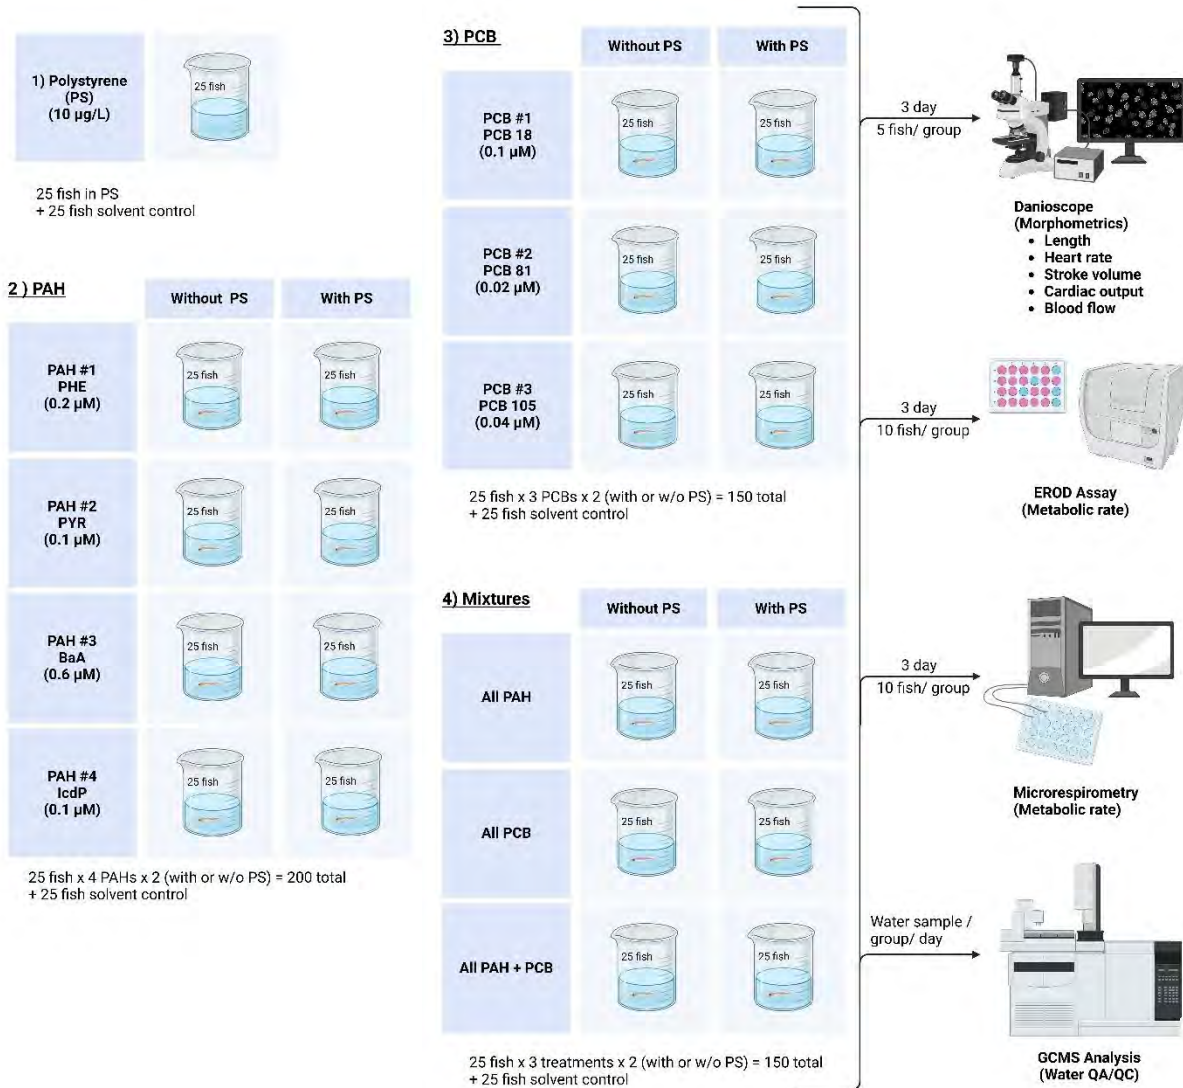 1) Polystyrene
(PS)
(10 µg/L)
25 fish
25 fish in PS
+ 25 fish solvent control
2 ) PAH
Without PS
With PS
PAH #1
PHE
(0.2 µM)
25 fish
25 fish
PAH #2
PYR
(0.1 µM)
25 fish
25 fish
PAH #3
BaA
(0.6 µM)
25 fish
25 fish
PAH #4
IcdP
(0.1 µM)
25 fish
25 fish
25 fish x 4 PAHs x 2 (with or w/o PS) = 200 total
+ 25 fish solvent control
3) PCB
Without PS
With PS
PCB #1
PCB 18
(0.1 µM)
25 fish
25 fish
PCB #2
PCB 81
(0.02 µM)
25 fish
25 fish
PCB #3
PCB 105
(0.04 µM)
25 fish
25 fish
25 fish x 3 PCBs x 2 (with or w/o PS) = 150 total
+ 25 fish solvent control
4) Mixtures
Without PS
With PS
All PAH
25 fish
25 fish
All PCB
25 fish
25 fish
All PAH + PCB
25 fish
25 fish
25 fish x 3 treatments x 2 (with or w/o PS) = 150 total
+ 25 fish solvent control
3 day
5 fish/ group
Danioscope
(Morphometrics)
• Length
• Heart rate
• Stroke volume
• Cardiac output
• Blood flow
3 day
10 fish/ group
EROD Assay
(Metabolic rate)
3 day
10 fish/ group
Microrespirometry
(Metabolic rate)
Water sample /
group/ day
GCMS Analysis
(Water QA/QC)